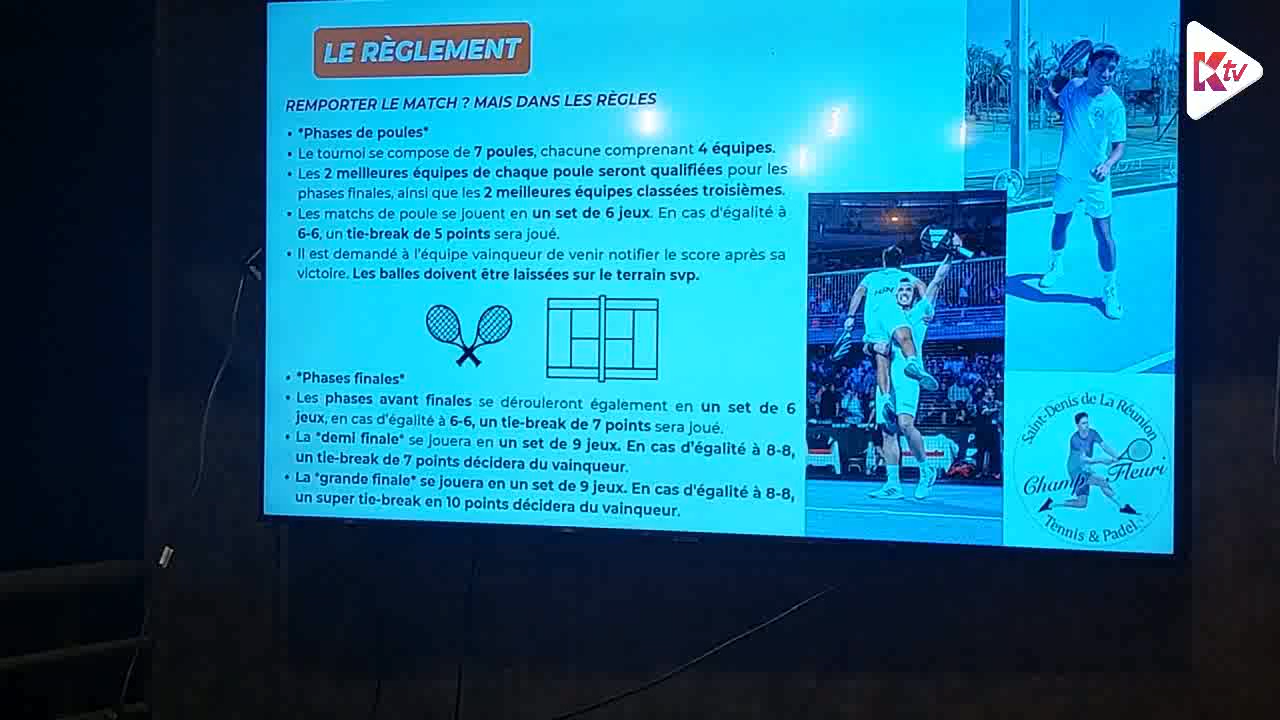 K tv
LE RÈGLEMENT
REMPORTER LE MATCH ? MAIS DANS LES RÈGLES
• *Phases de poules*
• Le tournoi se compose de 7 poules, chacune comprenant 4 équipes.
• Les 2 meilleures équipes de chaque poule seront qualifiées pour les
phases finales, ainsi que les 2 meilleures équipes classées troisièmes.
• Les matchs de poule se jouent en un set de 6 jeux. En cas d'égalité à
6-6, un tie-break de 5 points sera joué.
• Il est demandé à l'équipe vainqueur de venir notifier le score après sa
victoire. Les balles doivent être laissées sur le terrain svp.
• *Phases finales*
• Les phases avant finales se dérouleront également en un set de 6
jeux, en cas d'égalité à 6-6, un tie-break de 7 points sera joué.
• La *demi finale* se jouera en un set de 9 jeux. En cas d'égalité à 8-8,
un tie-break de 7 points décidera du vainqueur.
• La *grande finale* se jouera en un set de 9 jeux. En cas d'égalité à 8-8,
un super tie-break en 10 points décidera du vainqueur.
Saint-Denis de La Réunion
Champ Fleuri
Tennis & Padel